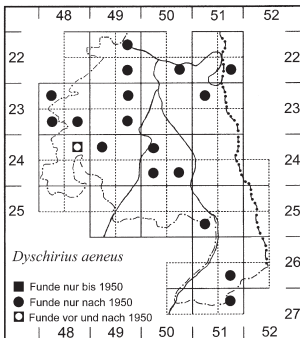 48 49 50 51 52
22 22
23 23
24 24
25 25
26
27
Dyschirius aeneus
Funde nur bis 1950
Funde nur nach 1950
Funde vor und nach 1950
48 49 50 51 52